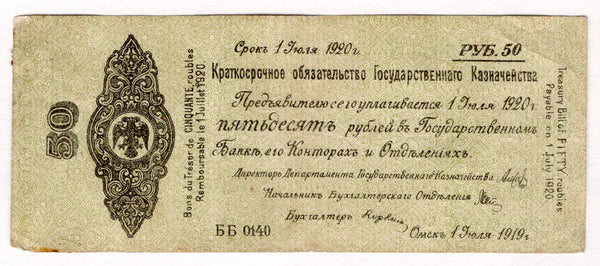 50
Bons du Trésor de CINQUANTE roubles
Remboursable le 1 Juillet 1920.
Срокъ 1 Июля 1920 г.
РУБ. 50
Краткосрочное обязательство Государственнаго Казначейства
Предъявителю сего уплачивается 1 Июля 1920 г.
пятьдесятъ рублей въ Государственномъ
Банкѣ, его Конторахъ и Отдѣленіяхъ.
Директоръ Департамента Государственнаго Казначейства
Начальникъ Бухгалтерскаго Отдѣленія
Бухгалтеръ
ББ 0140
Омскъ 1 Июля 1919 г.
Treasury Bill of FIFTY roubles
Payable on 1 July 1920.